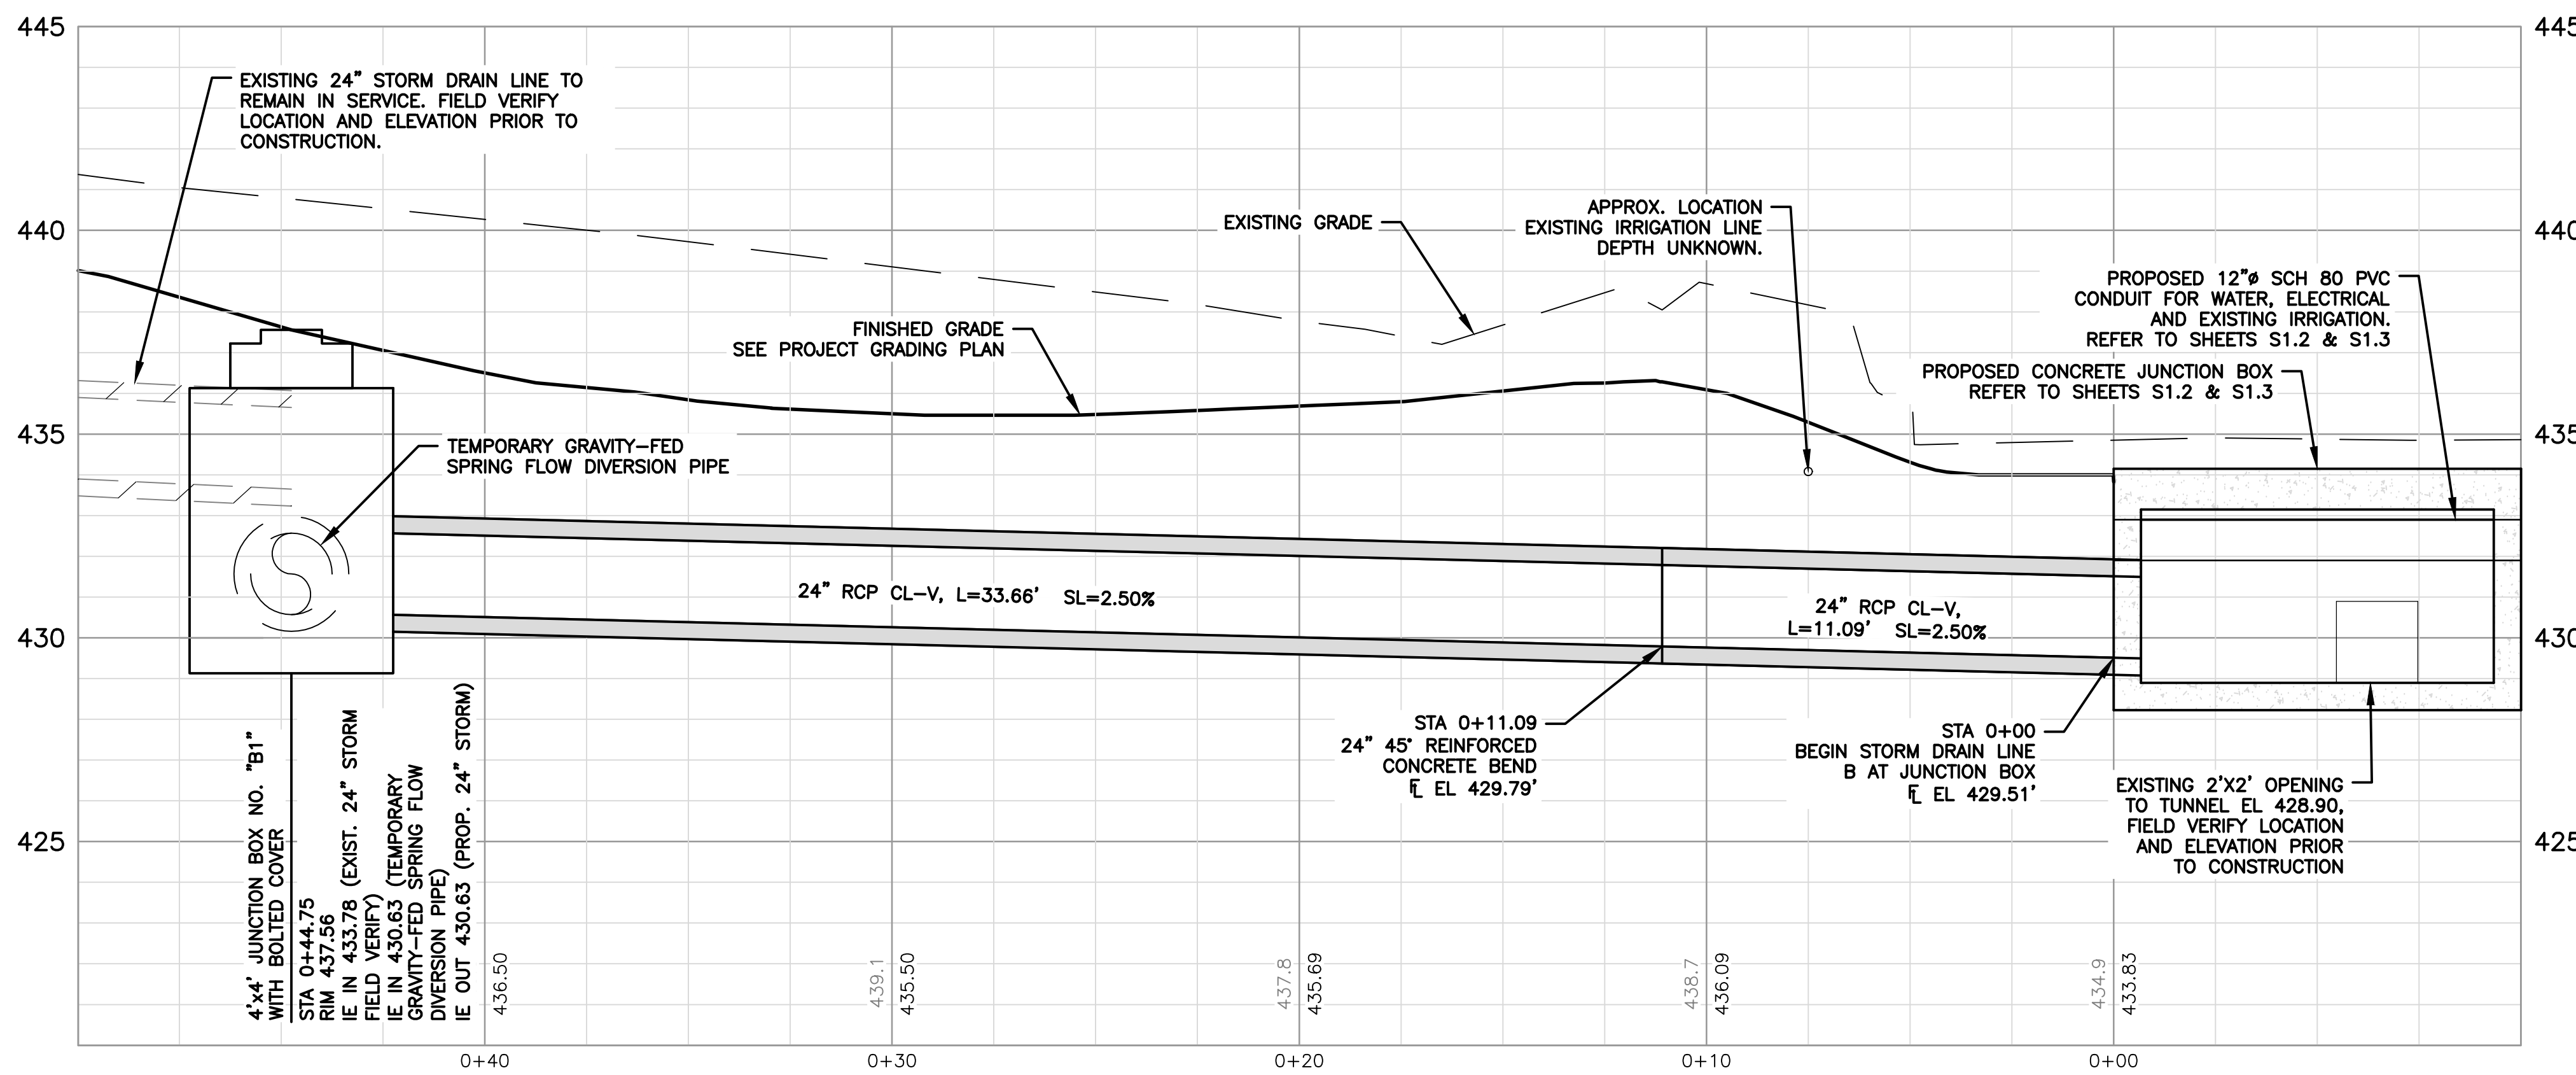 445
445
EXISTING 24" STORM DRAIN LINE TO
REMAIN IN SERVICE. FIELD VERIFY
LOCATION AND ELEVATION PRIOR TO
CONSTRUCTION.
440
440
EXISTING GRADE
APPROX. LOCATION
EXISTING IRRIGATION LINE
DEPTH UNKNOWN.
PROPOSED 12"ø SCH 80 PVC
CONDUIT FOR WATER, ELECTRICAL
AND EXISTING IRRIGATION.
REFER TO SHEETS S1.2 & S1.3
FINISHED GRADE
SEE PROJECT GRADING PLAN
PROPOSED CONCRETE JUNCTION BOX
REFER TO SHEETS S1.2 & S1.3
435
435
TEMPORARY GRAVITY-FED
SPRING FLOW DIVERSION PIPE
S
24" RCP CL-V, L=33.66' SL=2.50%
24" RCP CL-V,
L=11.09' SL=2.50%
430
430
STA 0+11.09
24" 45° REINFORCED
CONCRETE BEND
FL EL 429.79'
STA 0+00
BEGIN STORM DRAIN LINE
B AT JUNCTION BOX
FL EL 429.51'
EXISTING 2'X2' OPENING
TO TUNNEL EL 428.90,
FIELD VERIFY LOCATION
AND ELEVATION PRIOR
TO CONSTRUCTION
425
425
4'x4' JUNCTION BOX NO. "B1"
WITH BOLTED COVER
STA 0+44.75
RIM 437.56
IE IN 433.78 (EXIST. 24" STORM
FIELD VERIFY)
IE IN 430.63 (TEMPORARY
GRAVITY-FED SPRING FLOW
DIVERSION PIPE)
IE OUT 430.63 (PROP. 24" STORM)
436.50
439.1
435.50
437.8
435.69
438.7
436.09
434.9
433.83
0+40
0+30
0+20
0+10
0+00